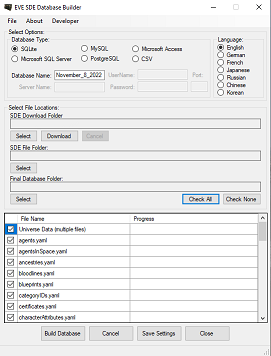 EVE SDE Database Builder
File About Developer
Select Options:
Database Type:
SQLite MySQL Microsoft Access
Microsoft SQL Server PostgreSQL CSV
Database Name: November_8_2022 UserName: Port:
Server Name: Password:
Language:
English
German
French
Japanese
Russian
Chinese
Korean
Select File Locations:
SDE Download Folder
Select Download Cancel
SDE File Folder:
Select
Final Database Folder:
Select Check All Check None
File Name Progress
Universe Data (multiple files)
agents.yaml
agentsInSpace.yaml
ancestries.yaml
bloodlines.yaml
blueprints.yaml
categoryIDs.yaml
certificates.yaml
characterAttributes.yaml
Build Database Cancel Save Settings Close